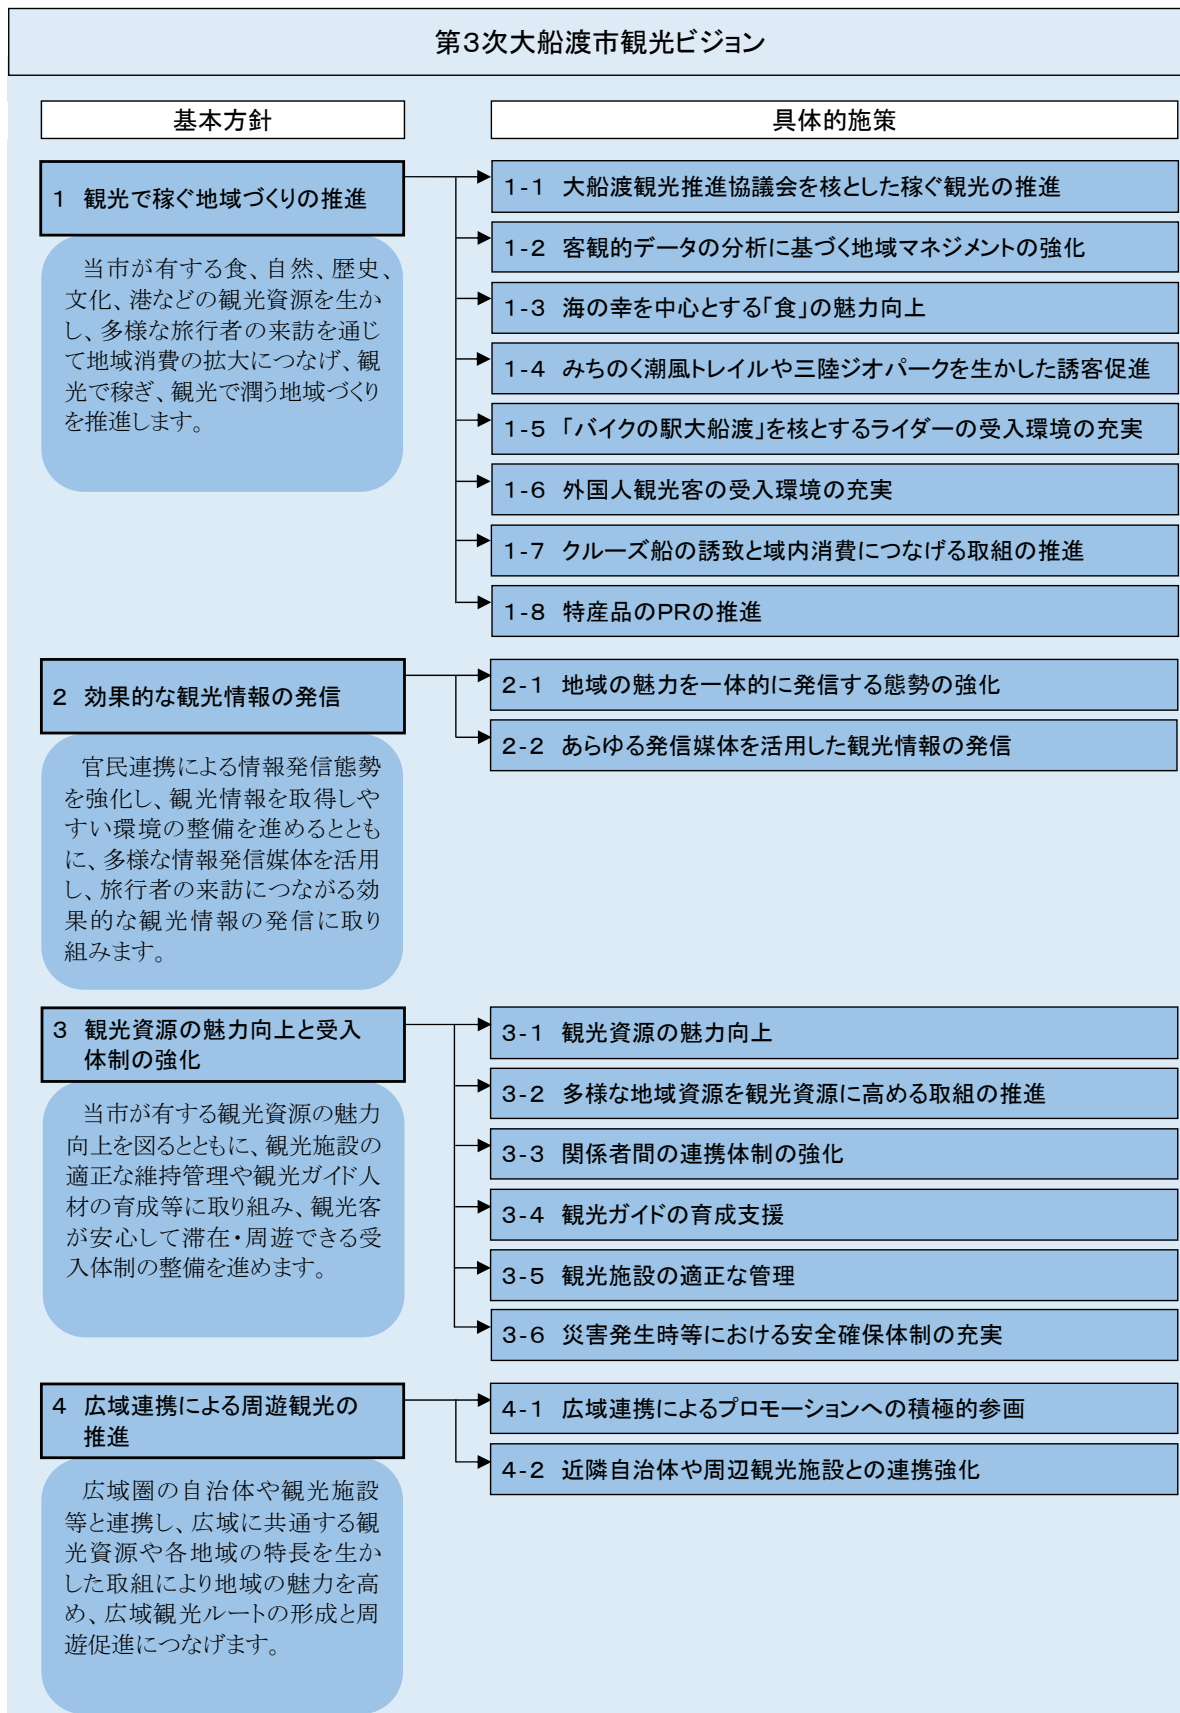 第3次大船渡市観光ビジョン
基本方針
具体的施策
1 観光で稼ぐ地域づくりの推進
当市が有する食、自然、歴史、
文化、港などの観光資源を生か
し、多様な旅行者の来訪を通じ
て地域消費の拡大につなげ、観
光で稼ぎ、観光で潤う地域づくり
を推進します。
1-1 大船渡観光推進協議会を核とした稼ぐ観光の推進
1-2 客観的データの分析に基づく地域マネジメントの強化
1-3 海の幸を中心とする「食」の魅力向上
1-4 みちのく潮風トレイルや三陸ジオパークを生かした誘客促進
1-5 「バイクの駅大船渡」を核とするライダーの受入環境の充実
1-6 外国人観光客の受入環境の充実
1-7 クルーズ船の誘致と域内消費につなげる取組の推進
1-8 特産品のPRの推進
2 効果的な観光情報の発信
官民連携による情報発信態勢
を強化し、観光情報を取得しや
すい環境の整備を進めるととも
に、多様な情報発信媒体を活用
し、旅行者の来訪につながる効
果的な観光情報の発信に取り
組みます。
2-1 地域の魅力を一体的に発信する態勢の強化
2-2 あらゆる発信媒体を活用した観光情報の発信
3 観光資源の魅力向上と受入
体制の強化
当市が有する観光資源の魅力
向上を図るとともに、観光施設の
適正な維持管理や観光ガイド人
材の育成等に取り組み、観光客
が安心して滞在・周遊できる受
入体制の整備を進めます。
3-1 観光資源の魅力向上
3-2 多様な地域資源を観光資源に高める取組の推進
3-3 関係者間の連携体制の強化
3-4 観光ガイドの育成支援
3-5 観光施設の適正な管理
3-6 災害発生時等における安全確保体制の充実
4 広域連携による周遊観光の
推進
広域圏の自治体や観光施設
等と連携し、広域に共通する観
光資源や各地域の特長を生か
した取組により地域の魅力を高
め、広域観光ルートの形成と周
遊促進につなげます。
4-1 広域連携によるプロモーションへの積極的参画
4-2 近隣自治体や周辺観光施設との連携強化